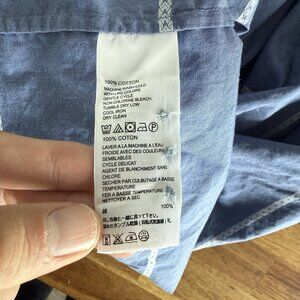 100% COTTON
MACHINE WASH COLD
WITH LIKE COLORS
GENTLE CYCLE
NON-CHLORINE BLEACH
TUMBLE DRY LOW
COOL IRON
DRY CLEAN
100% COTON
LAVER A LA MACHINE A L'EAU
FROIDE AVEC DES COULEURS
SEMBLABLES
CYCLE DELICAT
AGENT DE BLANCHIMENT SANS
CHLORE.
SECHER PAR CULBUTAGE A BASSE
TEMPERATURE
FER A BASSE TEMPERATURE
NETTOYAGE A SEC
綿 100%